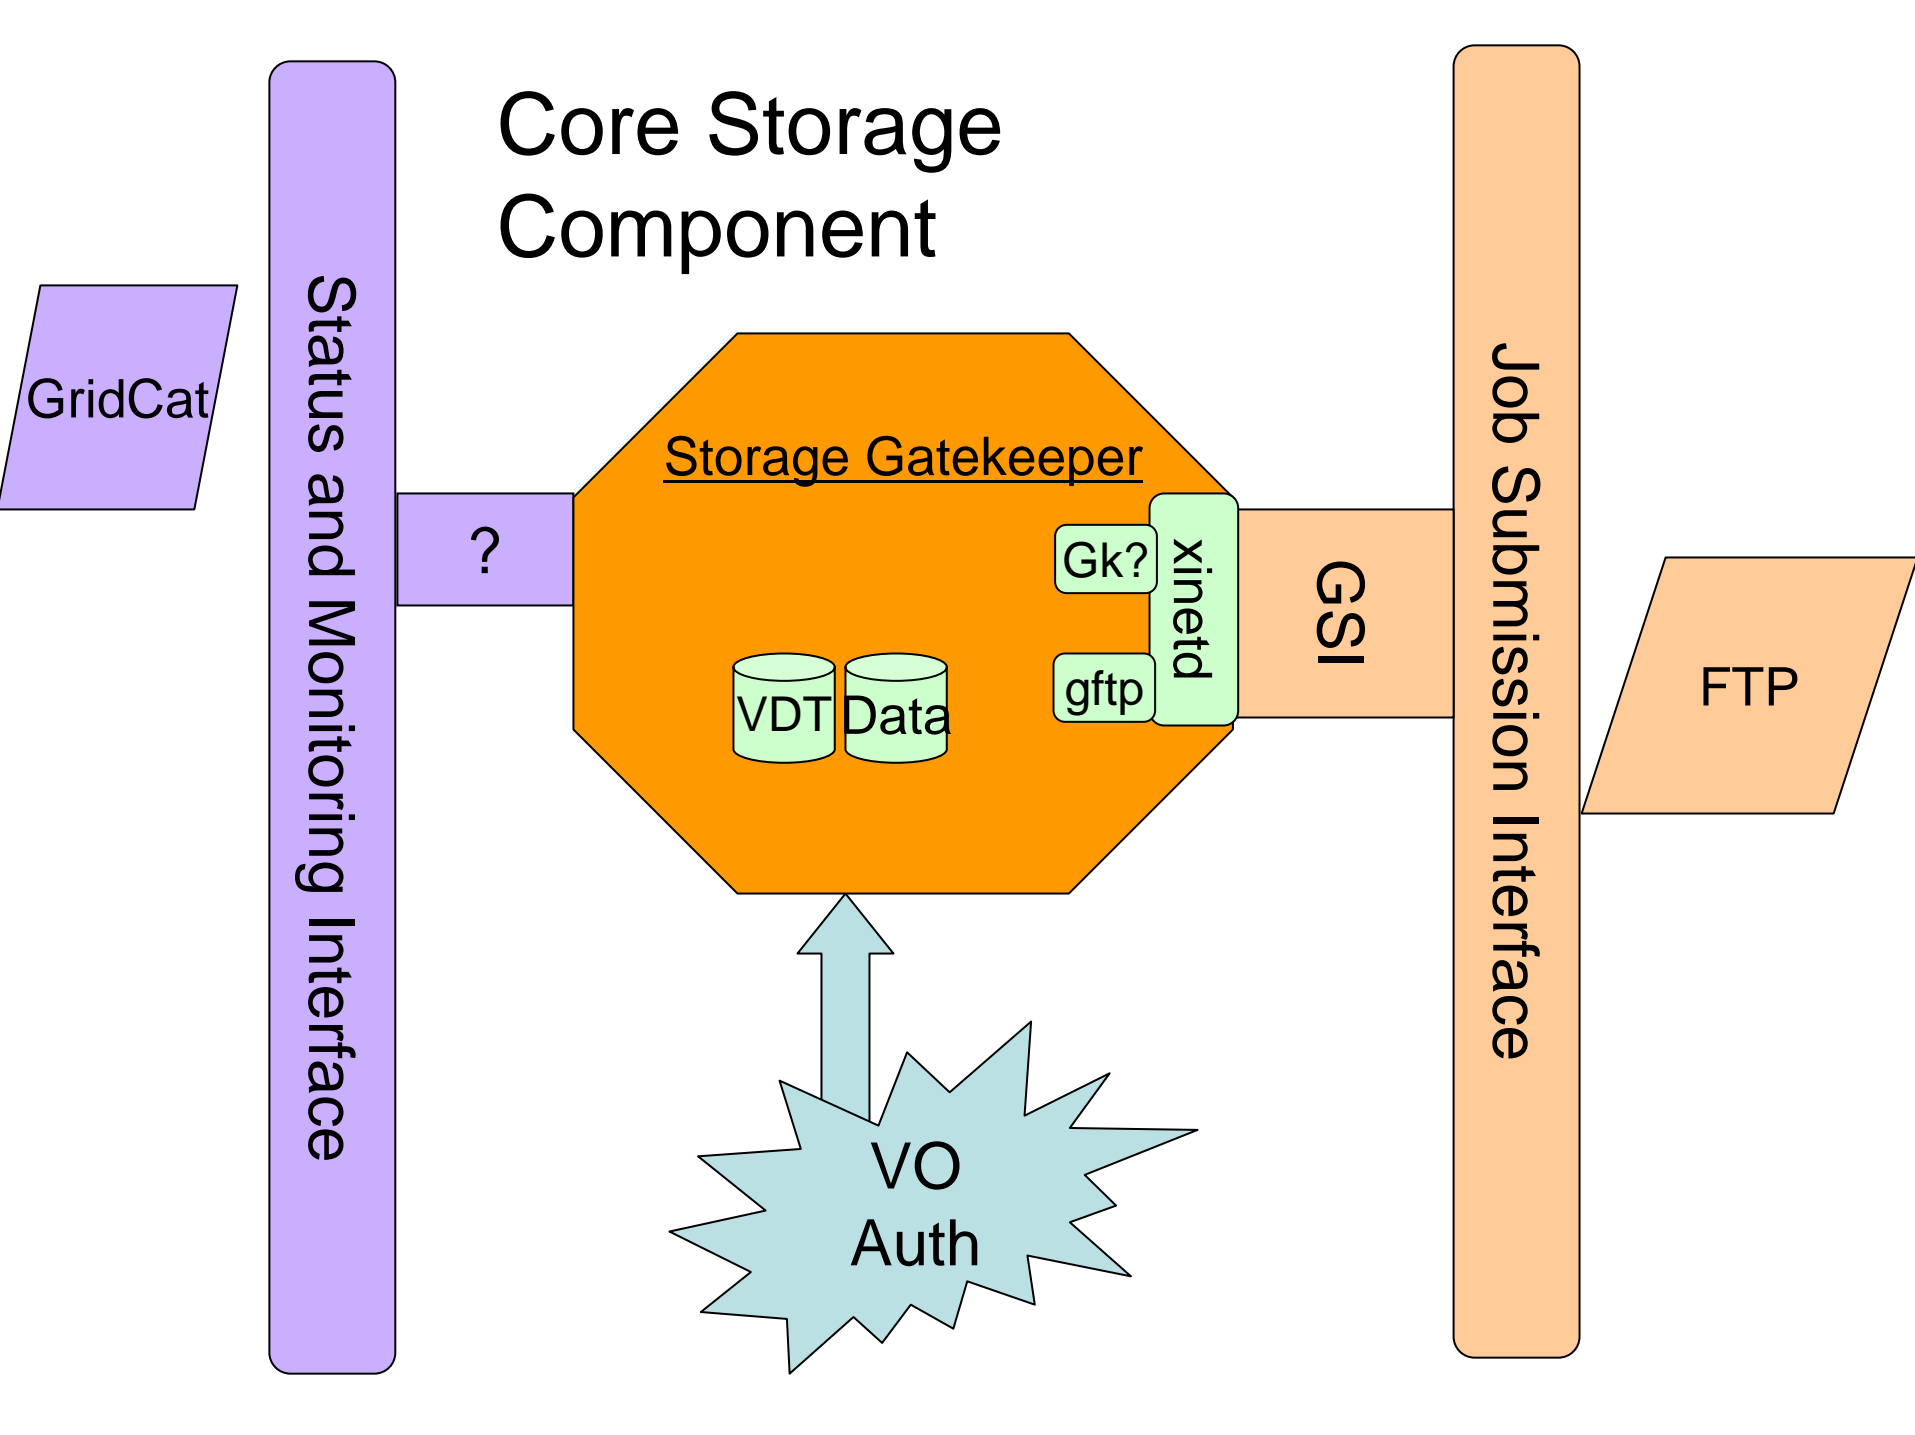 Core Storage
Component
GridCat
Status and Monitoring Interface
?
Storage Gatekeeper
Gk?
xinetd
gftp
VDT
Data
GSI
Job Submission Interface
FTP
VO
Auth